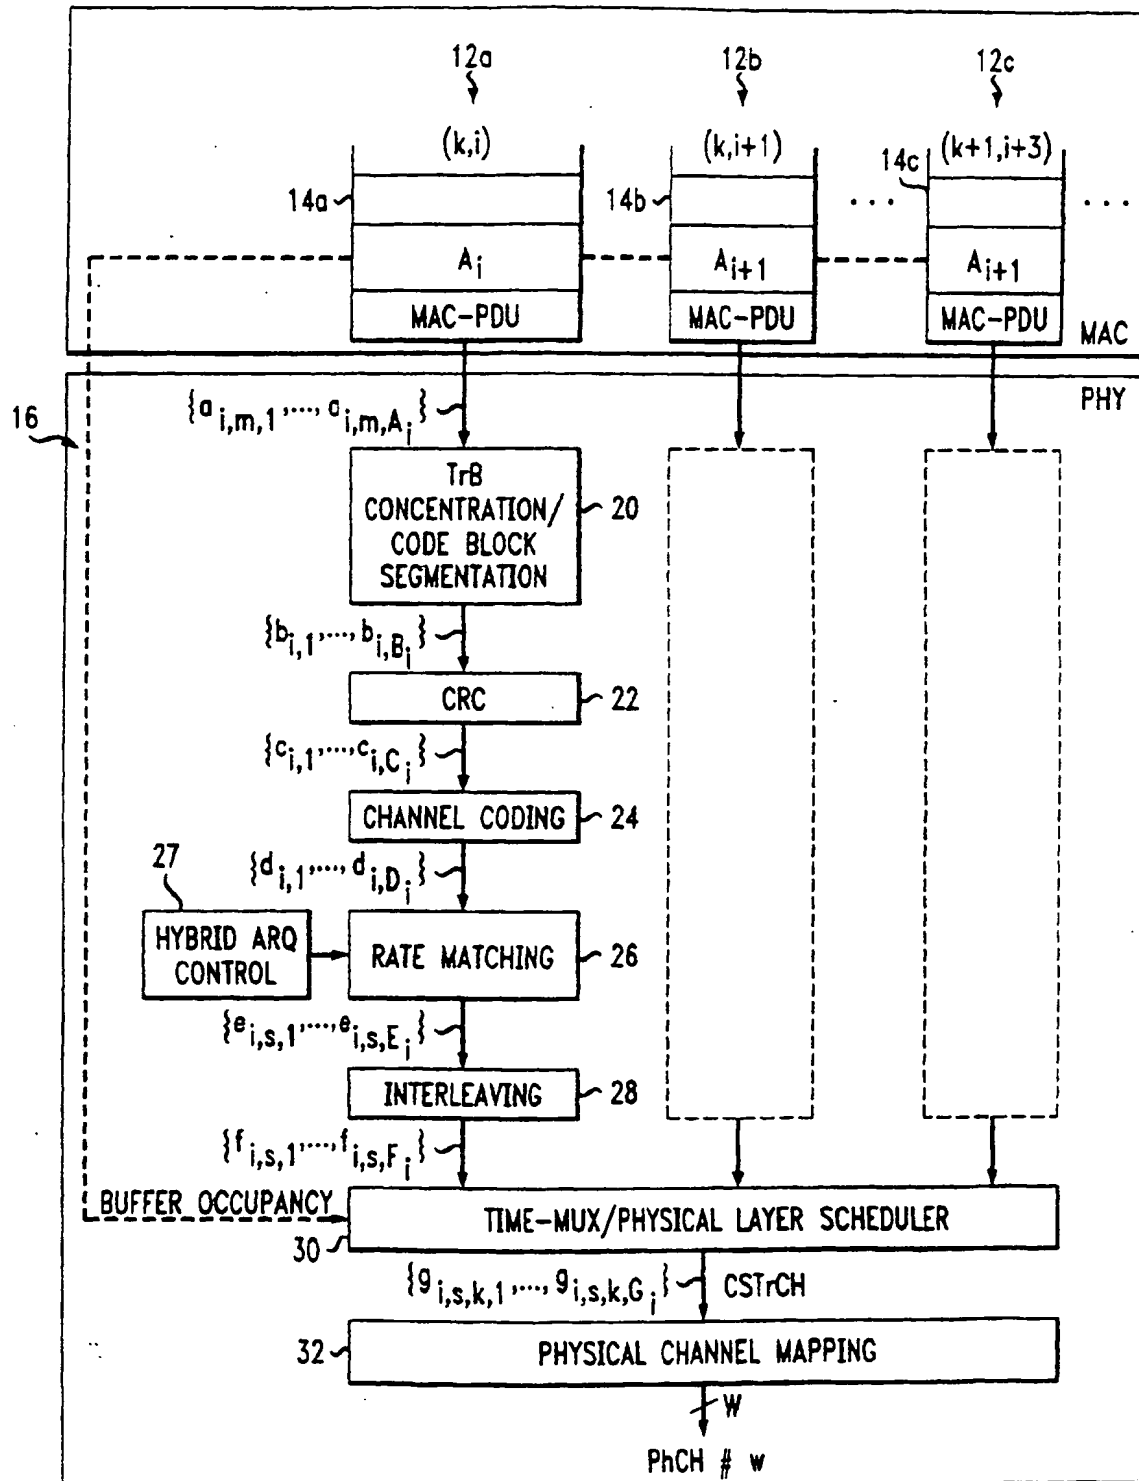 12a 12b 12c
(k,i) (k,i+1) (k+1,i+3)
14a 14b ... 14c ...
A_i A_{i+1} A_{i+1}
MAC-PDU MAC-PDU MAC-PDU
MAC
PHY
16
{a_{i,m,1},...,a_{i,m,A_i}}
TrB
CONCENTRATION/
CODE BLOCK
SEGMENTATION
20
{b_{i,1},...,b_{i,B_i}}
CRC 22
{c_{i,1},...,c_{i,C_i}}
CHANNEL CODING 24
{d_{i,1},...,d_{i,D_i}}
27
HYBRID ARQ
CONTROL
RATE MATCHING 26
{e_{i,s,1},...,e_{i,s,E_i}}
INTERLEAVING 28
{f_{i,s,1},...,f_{i,s,F_i}}
BUFFER OCCUPANCY
TIME-MUX/PHYSICAL LAYER SCHEDULER
30
{g_{i,s,k,1},...,g_{i,s,k,G_i}} CSTrCH
32 PHYSICAL CHANNEL MAPPING
W
PhCH # w